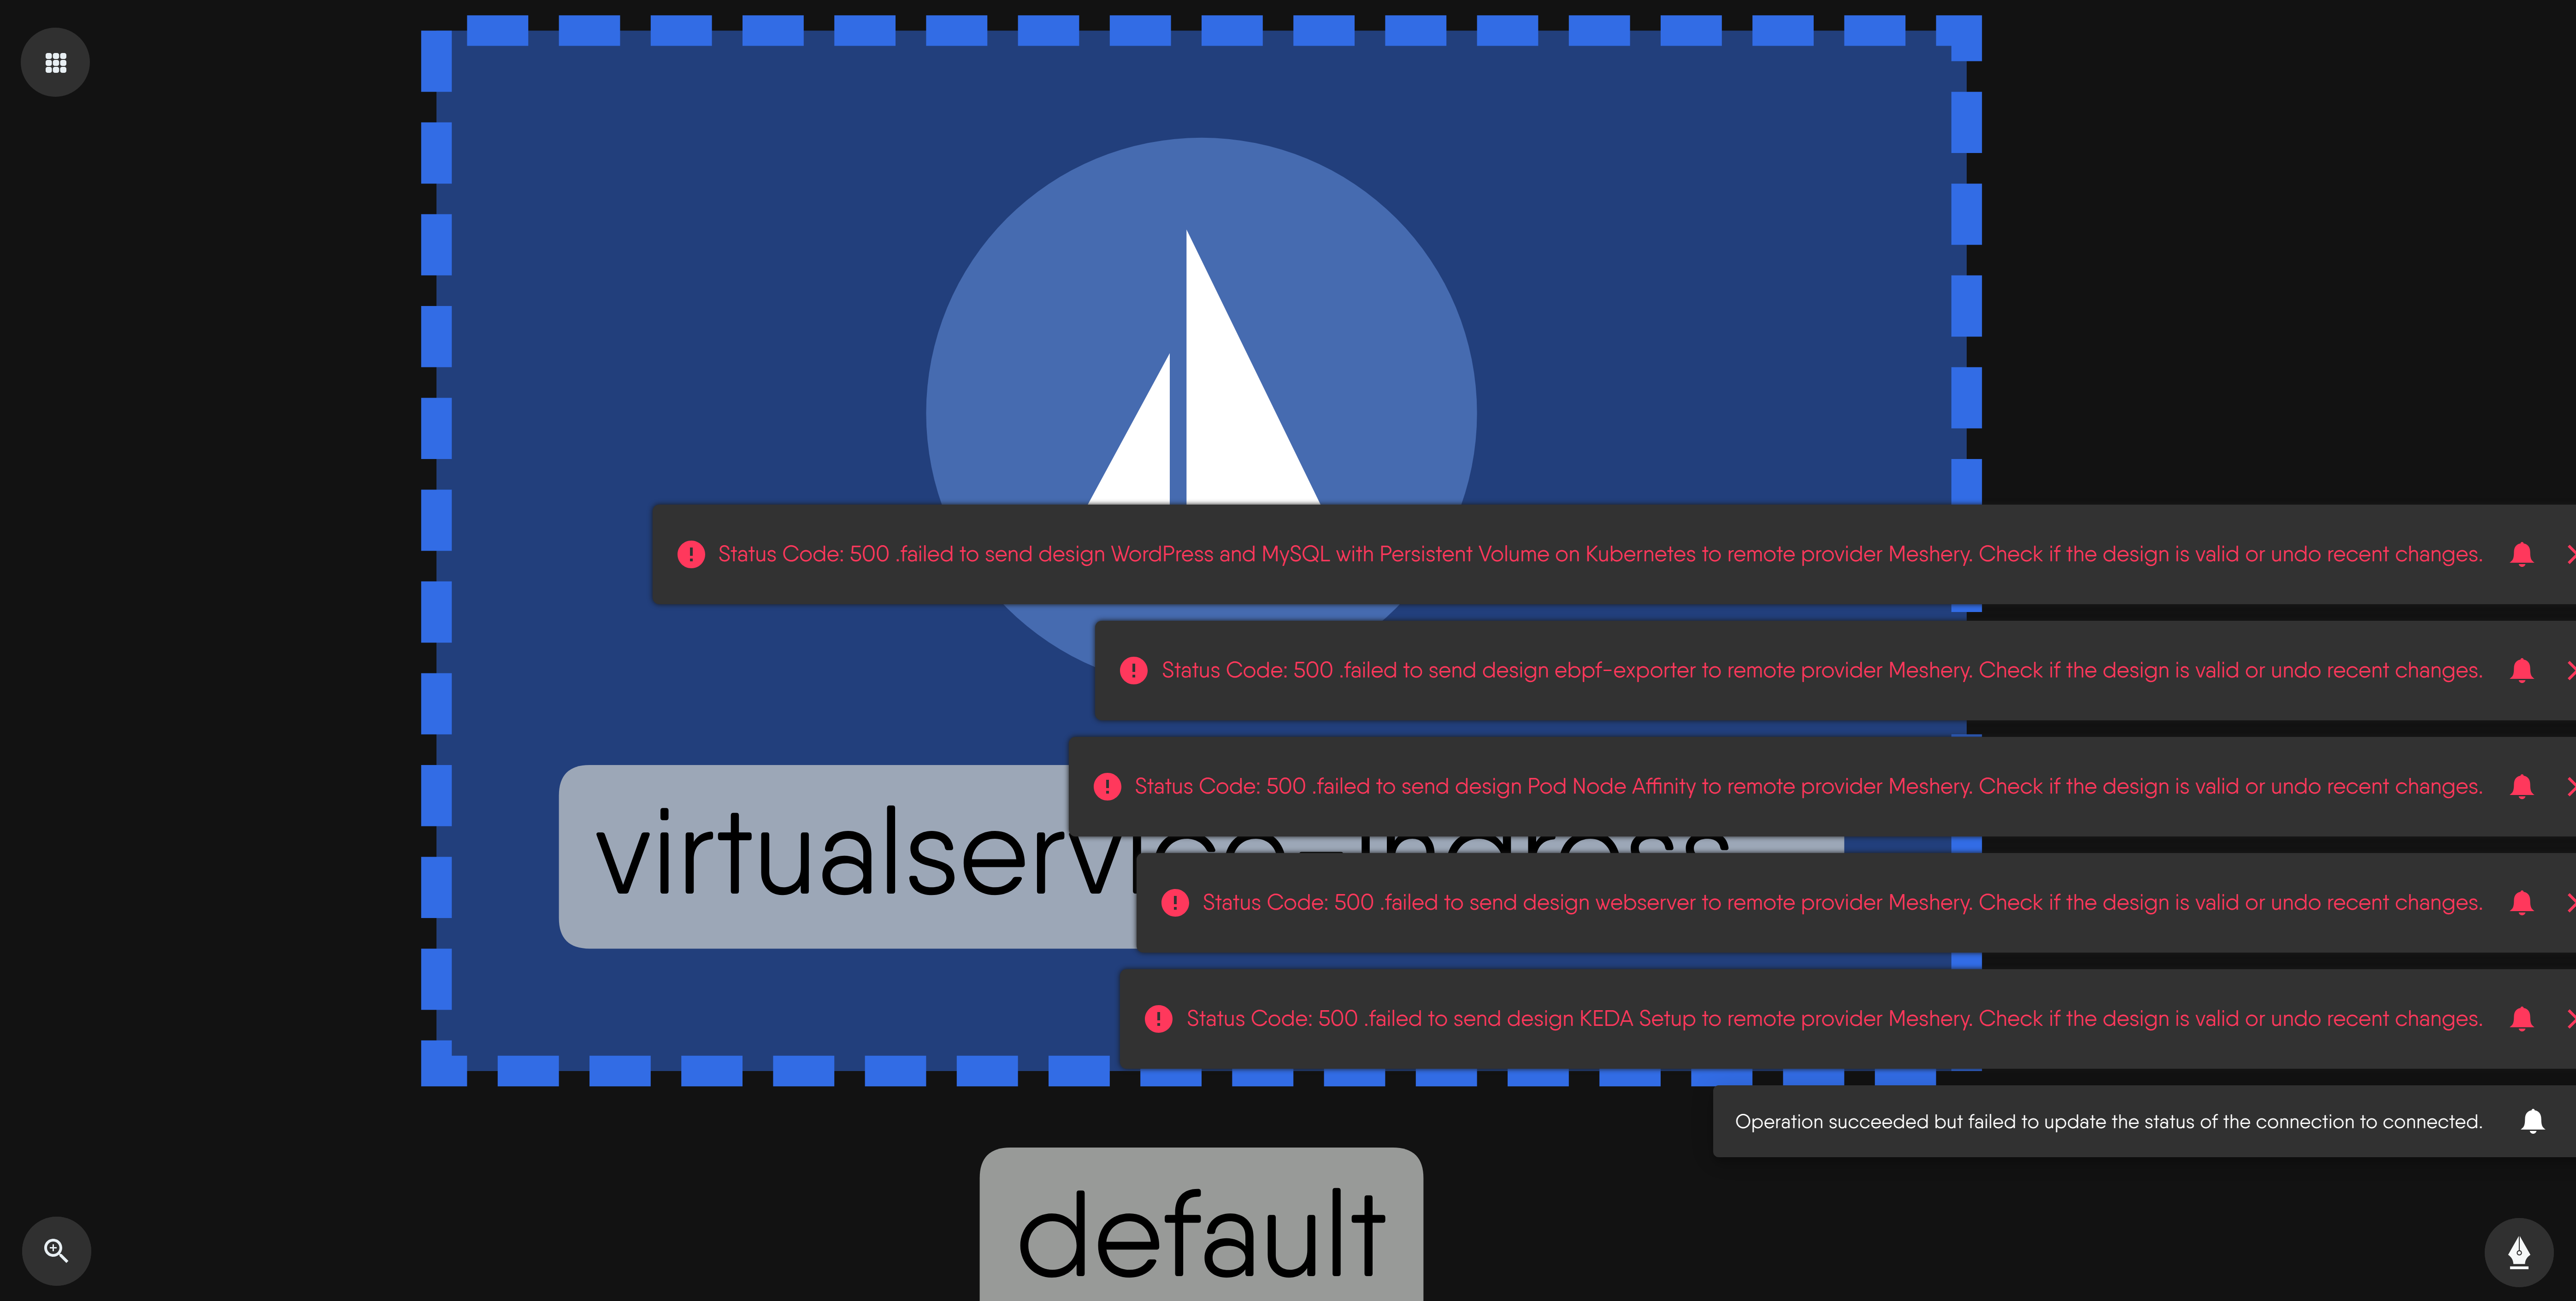 Status Code: 500 .failed to send design WordPress and MySQL with Persistent Volume on Kubernetes to remote provider Meshery. Check if the design is valid or undo recent changes.
Status Code: 500 .failed to send design ebpf-exporter to remote provider Meshery. Check if the design is valid or undo recent changes.
Status Code: 500 .failed to send design Pod Node Affinity to remote provider Meshery. Check if the design is valid or undo recent changes.
virtualservice-ingress
Status Code: 500 .failed to send design webserver to remote provider Meshery. Check if the design is valid or undo recent changes.
Status Code: 500 .failed to send design KEDA Setup to remote provider Meshery. Check if the design is valid or undo recent changes.
Operation succeeded but failed to update the status of the connection to connected.
default